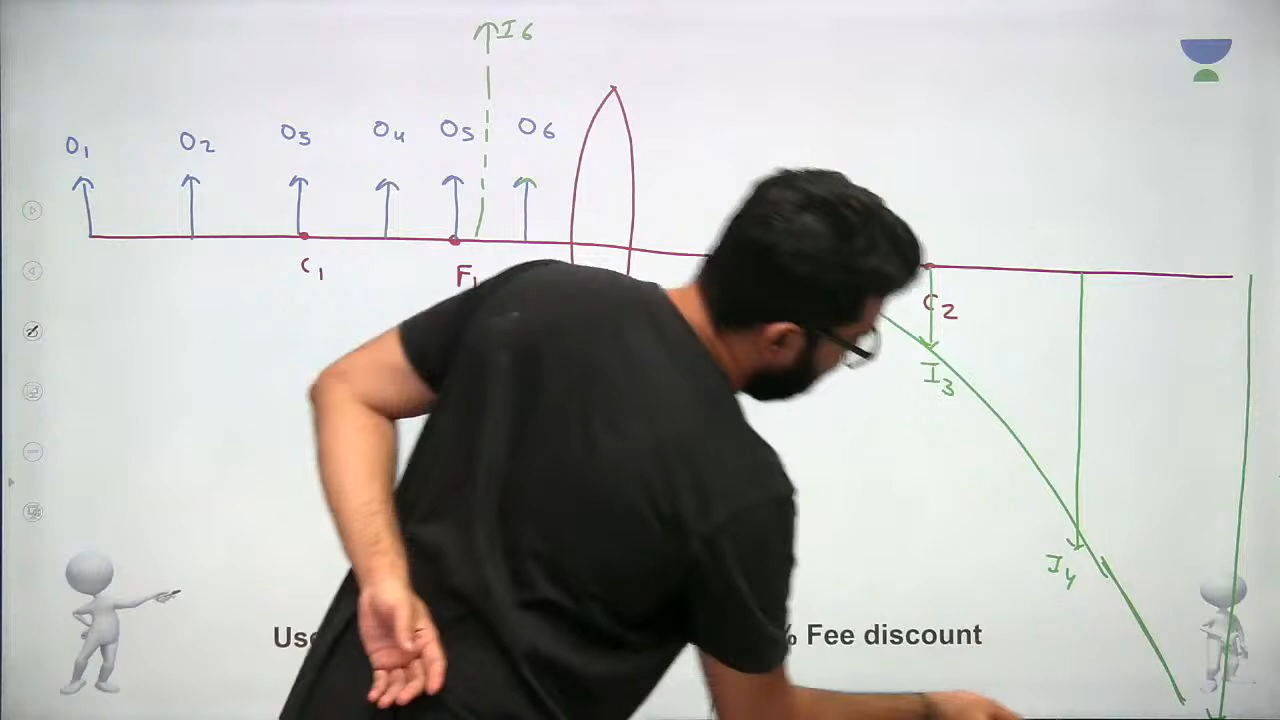 I6
O1 O2 O3 O4 O5 O6
C1 F1 C2
I3
I4
% Fee discount